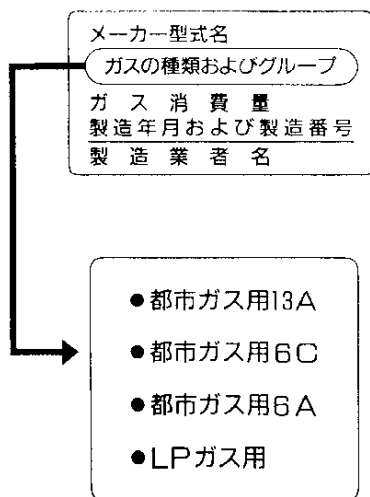 メーカー型式名
ガスの種類およびグループ
ガス消費量
製造年月および製造番号
製造業者名
●都市ガス用13A
●都市ガス用6C
●都市ガス用6A
●LPガス用